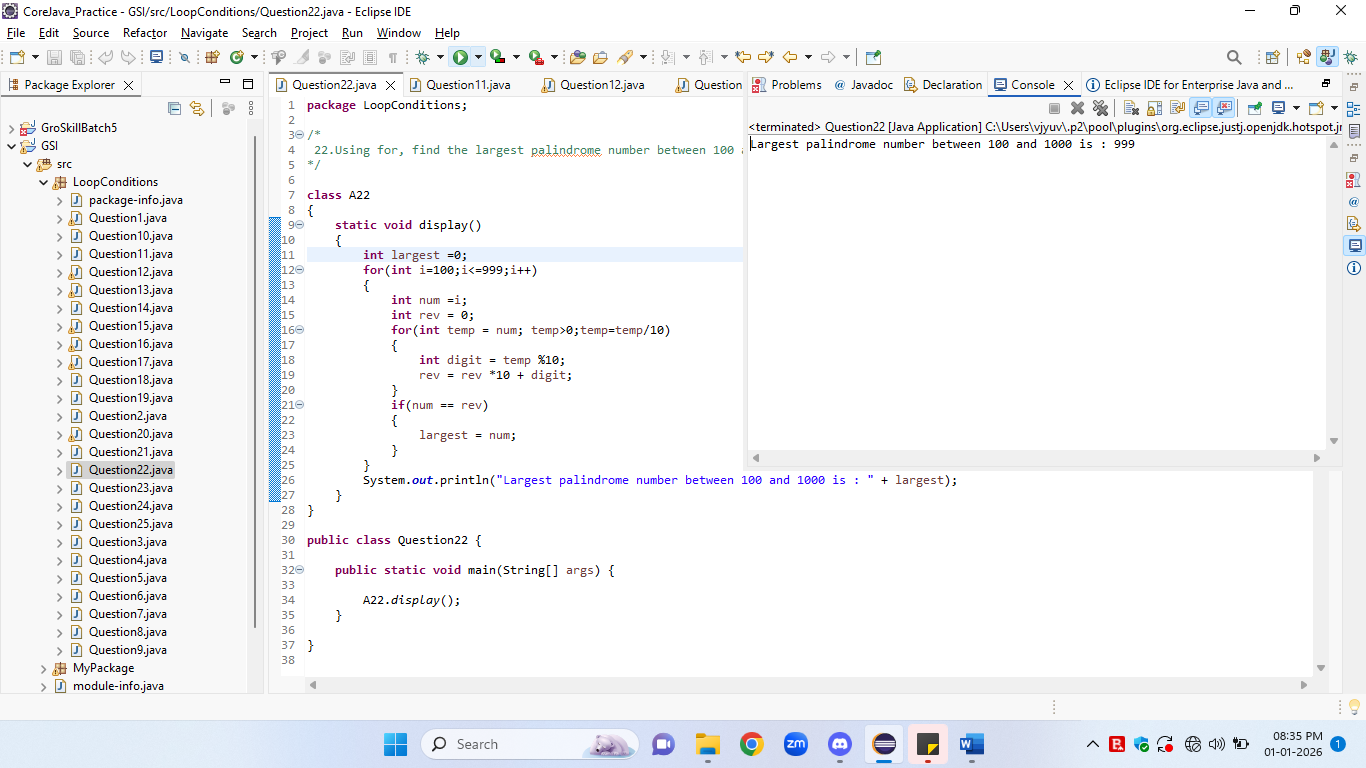 CoreJava_Practice - GSI/src/LoopConditions/Question22.java - Eclipse IDE
File Edit Source Refactor Navigate Search Project Run Window Help
Package Explorer
GroSkillBatch5
GSI
src
LoopConditions
package-info.java
Question1.java
Question10.java
Question11.java
Question12.java
Question13.java
Question14.java
Question15.java
Question16.java
Question17.java
Question18.java
Question19.java
Question2.java
Question20.java
Question21.java
Question22.java
Question23.java
Question24.java
Question25.java
Question3.java
Question4.java
Question5.java
Question6.java
Question7.java
Question8.java
Question9.java
MyPackage
module-info.java
Question22.java Question11.java Question12.java Question
1 package LoopConditions;
2
3 /*
4 22.Using for, find the largest palindrome number between 100
5 */
6
7 class A22
8 {
9 static void display()
10 {
11 int largest =0;
12 for(int i=100;i<=999;i++)
13 {
14 int num =i;
15 int rev = 0;
16 for(int temp = num; temp>0;temp=temp/10)
17 {
18 int digit = temp %10;
19 rev = rev *10 + digit;
20 }
21 if(num == rev)
22 {
23 largest = num;
24 }
25 }
26 System.out.println("Largest palindrome number between 100 and 1000 is : " + largest);
27 }
28 }
29
30 public class Question22 {
31
32 public static void main(String[] args) {
33
34 A22.display();
35 }
36
37 }
38
Problems @ Javadoc Declaration Console Eclipse IDE for Enterprise Java and ...
<terminated> Question22 [Java Application] C:\Users\vjyuv\.p2\pool\plugins\org.eclipse.justj.openjdk.hotspot.jr
Largest palindrome number between 100 and 1000 is : 999
Search
zm
08:35 PM
01-01-2026
1